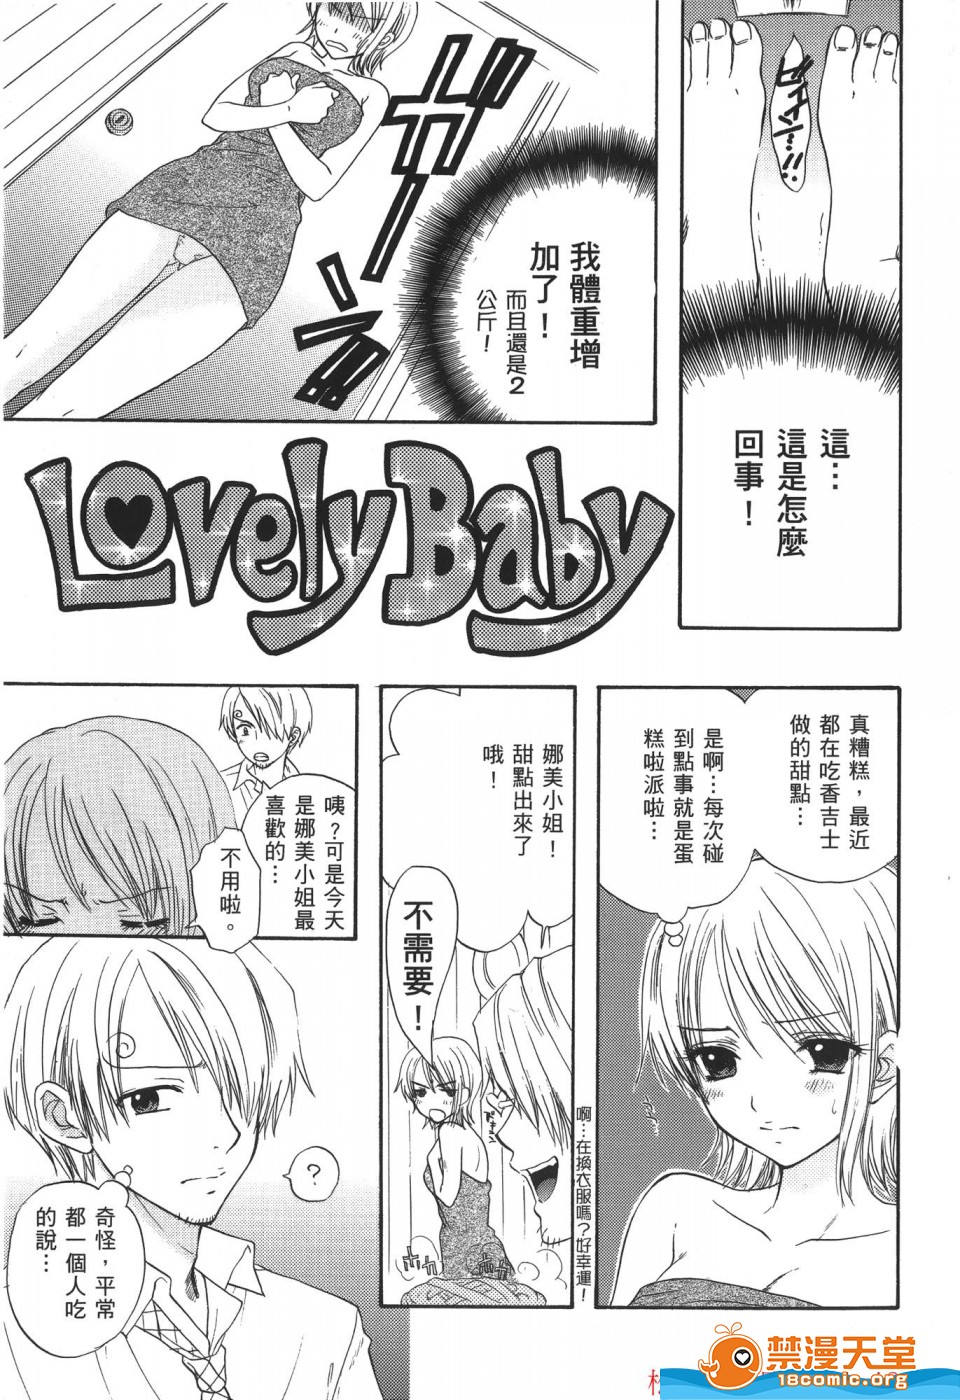 ガイイン…!!
這…
這是怎麼
回事！
我體重增
加了！
而且還是2
公斤！
ガーン!!
Lovely Baby
真糟糕，最近
都在吃香吉士
做的甜點…
是啊…每次碰
到點事就是蛋
糕啦派啦…
娜美小姐！
甜點出來了
哦！
不需要！
啊…在換衣服嗎？好幸運！
咦？可是今天
是娜美小姐最
喜歡的…
不用啦。
?
奇怪，平常
都一個人吃
的說…
禁漫天堂
18comic.org